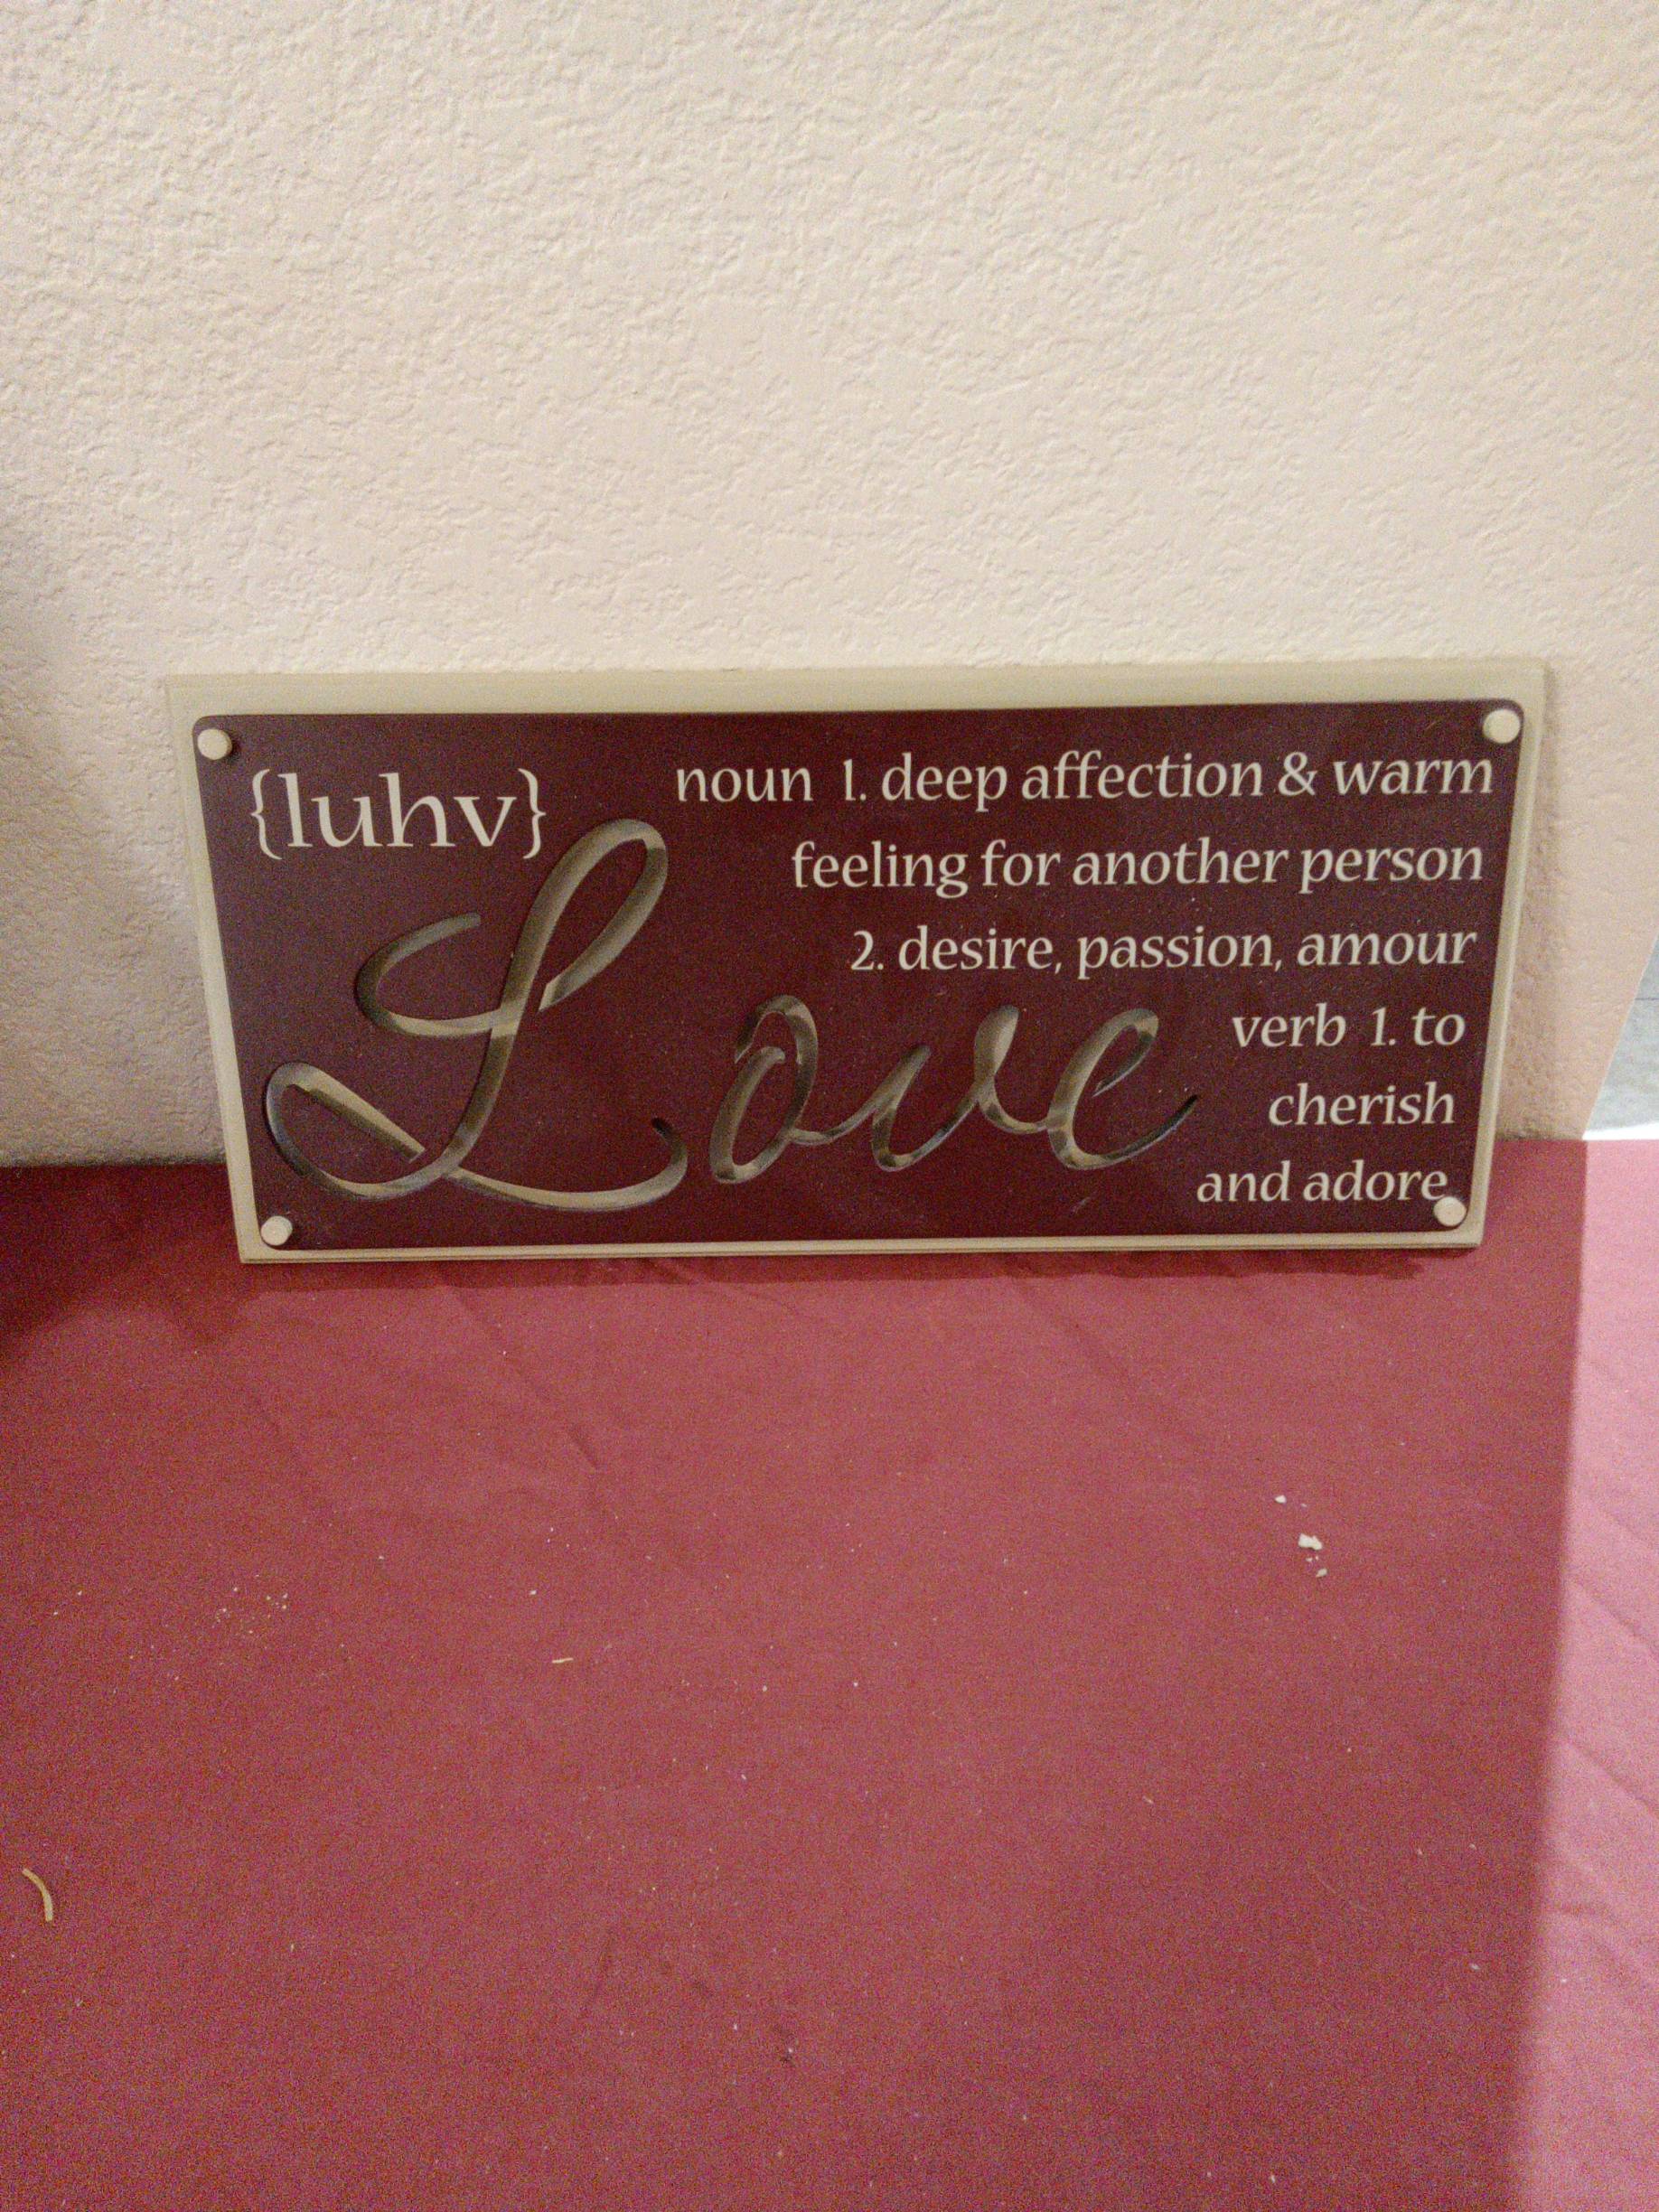 {luhv}
Love
noun 1. deep affection & warm
feeling for another person
2. desire, passion, amour
verb 1. to
cherish
and adore